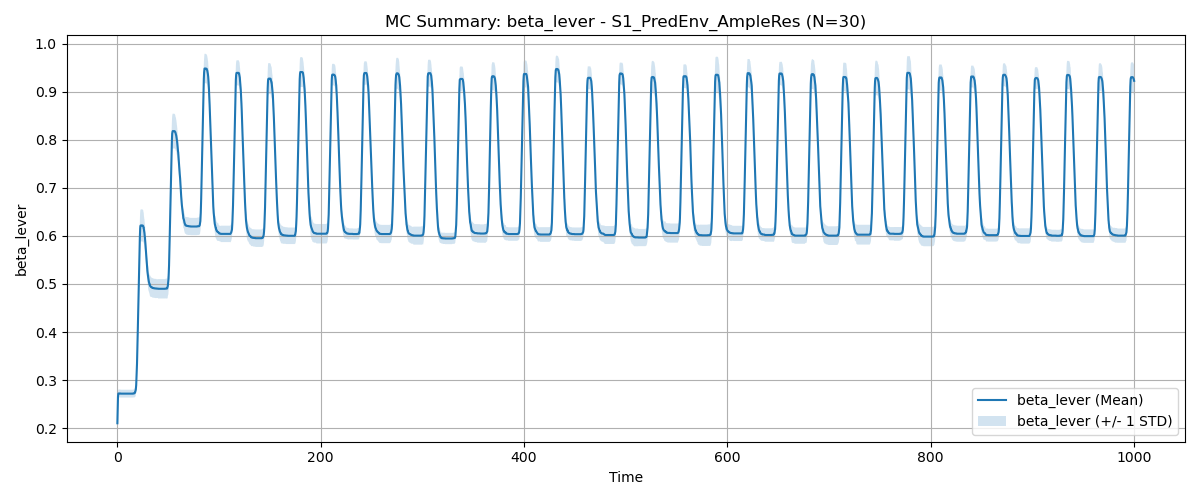 MC Summary: beta_lever - S1_PredEnv_AmpleRes (N=30)
1.0
0.9
0.8
0.7
0.6
0.5
0.4
0.3
0.2
beta_lever
beta_lever (Mean)
beta_lever (+/- 1 STD)
0 200 400 600 800 1000
Time